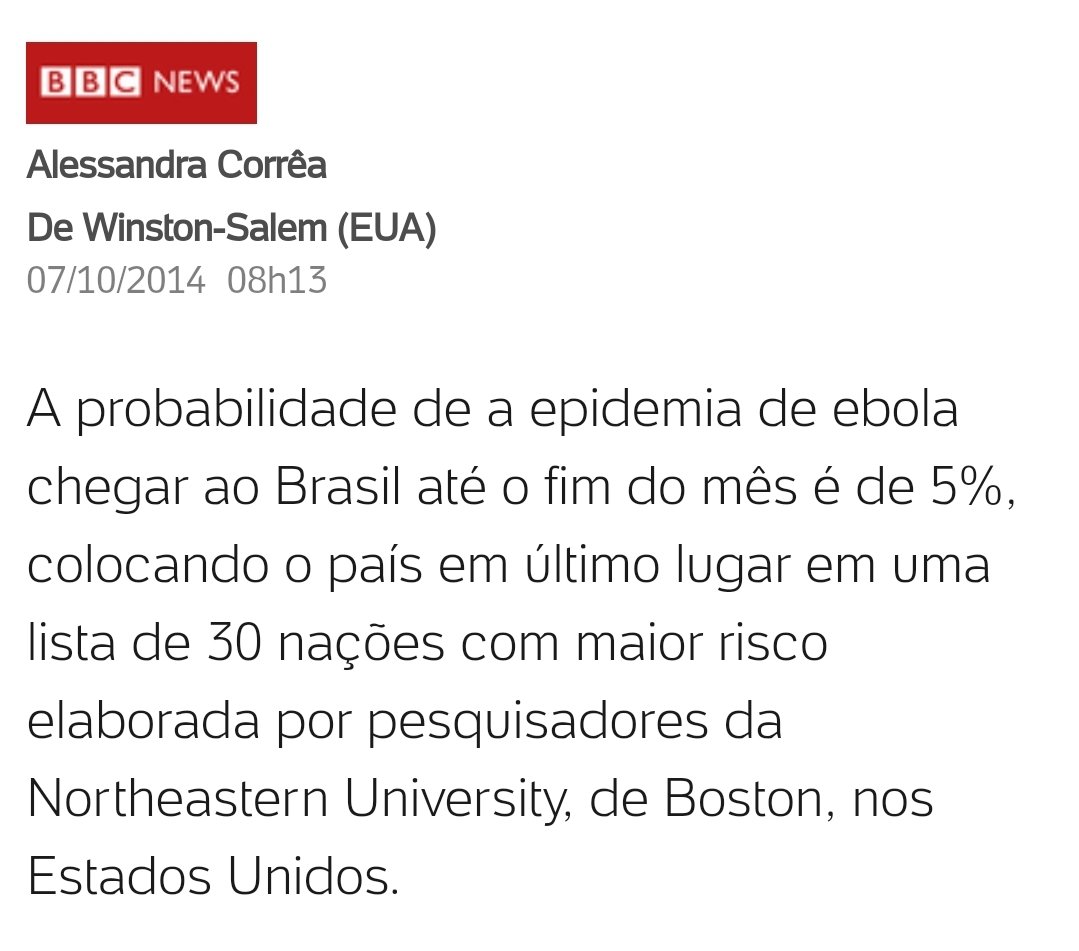 BBC NEWS
Alessandra Corrêa
De Winston-Salem (EUA)
07/10/2014 08h13
A probabilidade de a epidemia de ebola
chegar ao Brasil até o fim do mês é de 5%,
colocando o país em último lugar em uma
lista de 30 nações com maior risco
elaborada por pesquisadores da
Northeastern University, de Boston, nos
Estados Unidos.